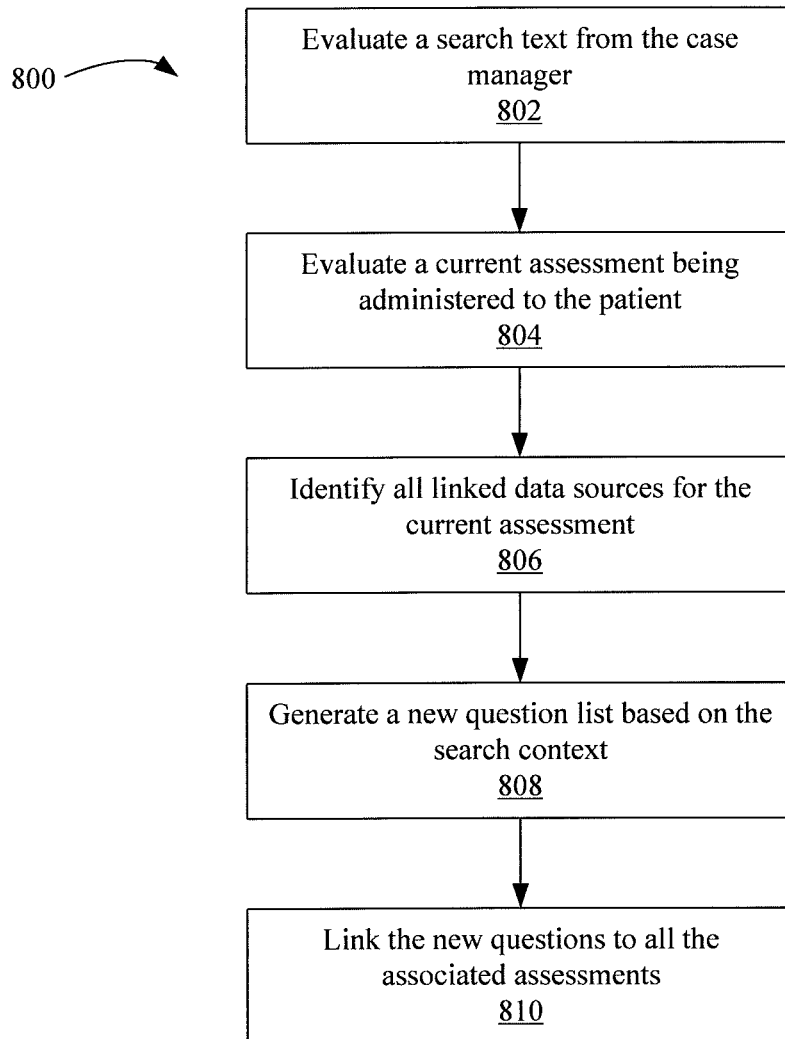 Evaluate a search text from the case
manager
802
800
Evaluate a current assessment being
administered to the patient
804
Identify all linked data sources for the
current assessment
806
Generate a new question list based on the
search context
808
Link the new questions to all the
associated assessments
810